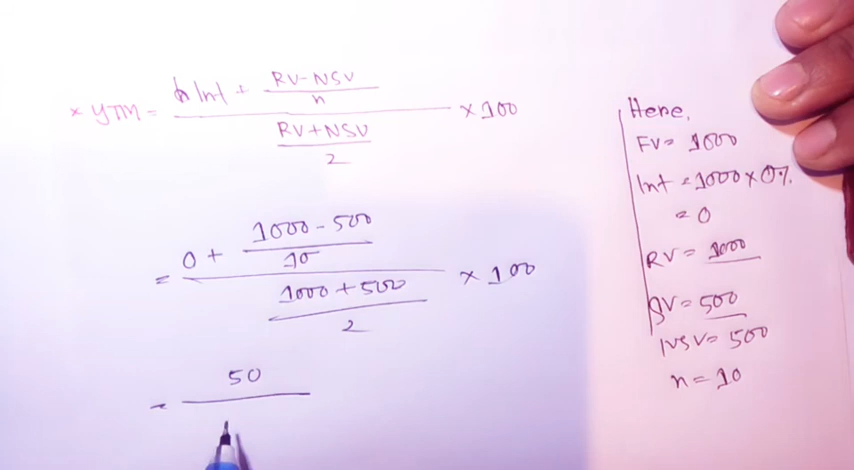 * YTM = Int + RV-NSV / n / RV+NSV / 2 × 100
= 0 + 1000 - 500 / 10 / 1000 + 500 / 2 × 100
= 50
Here,
FV = 1000
Int = 1000 × 0%.
= 0
RV = 1000
SV = 500
NSV = 500
n = 10